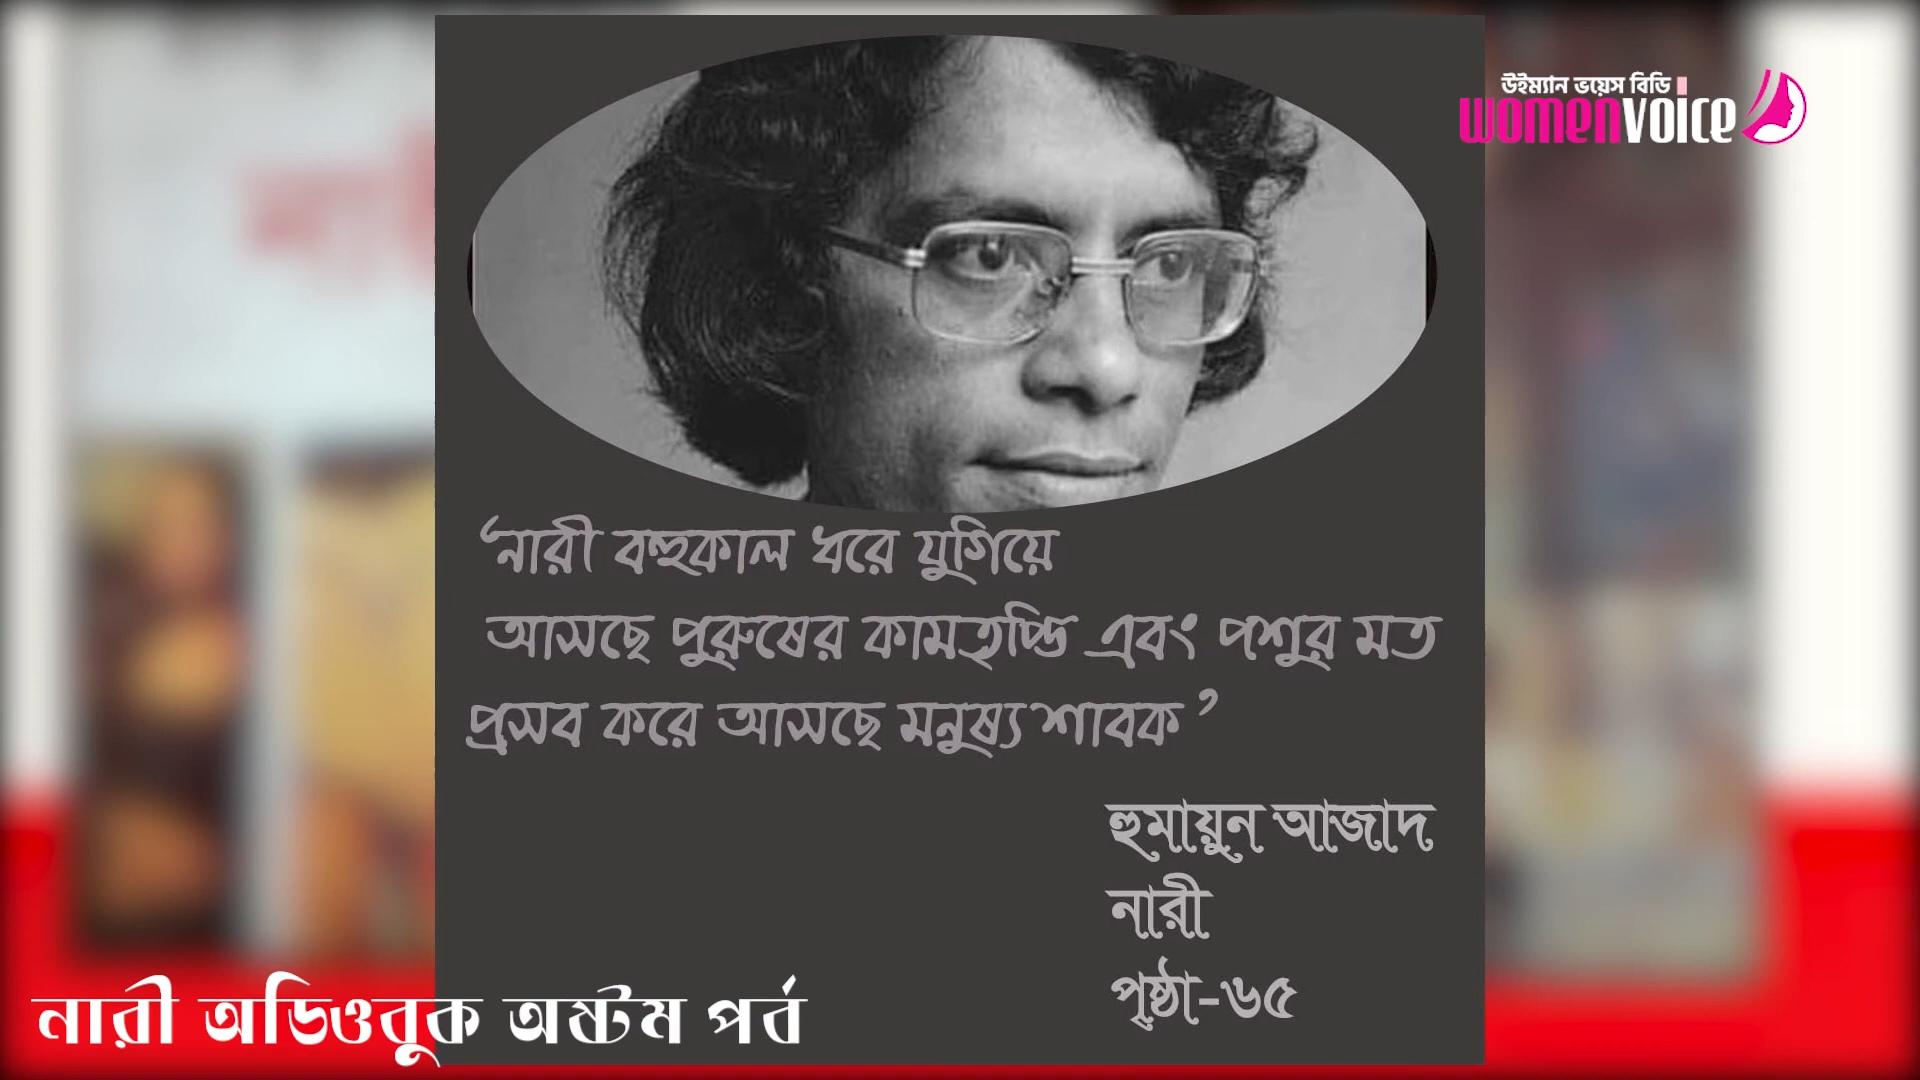 উইম্যান ভয়েস বিডি
womenvoice
‘নারী বহুকাল ধরে যুগিয়ে
আসছে পুরুষের কামতৃপ্তি এবং পশুর মত
প্রসব করে আসছে মনুষ্য শাবক’
হুমায়ুন আজাদ
নারী
পৃষ্ঠা-৬৫
নারী অডিওবুক অষ্টম পর্ব